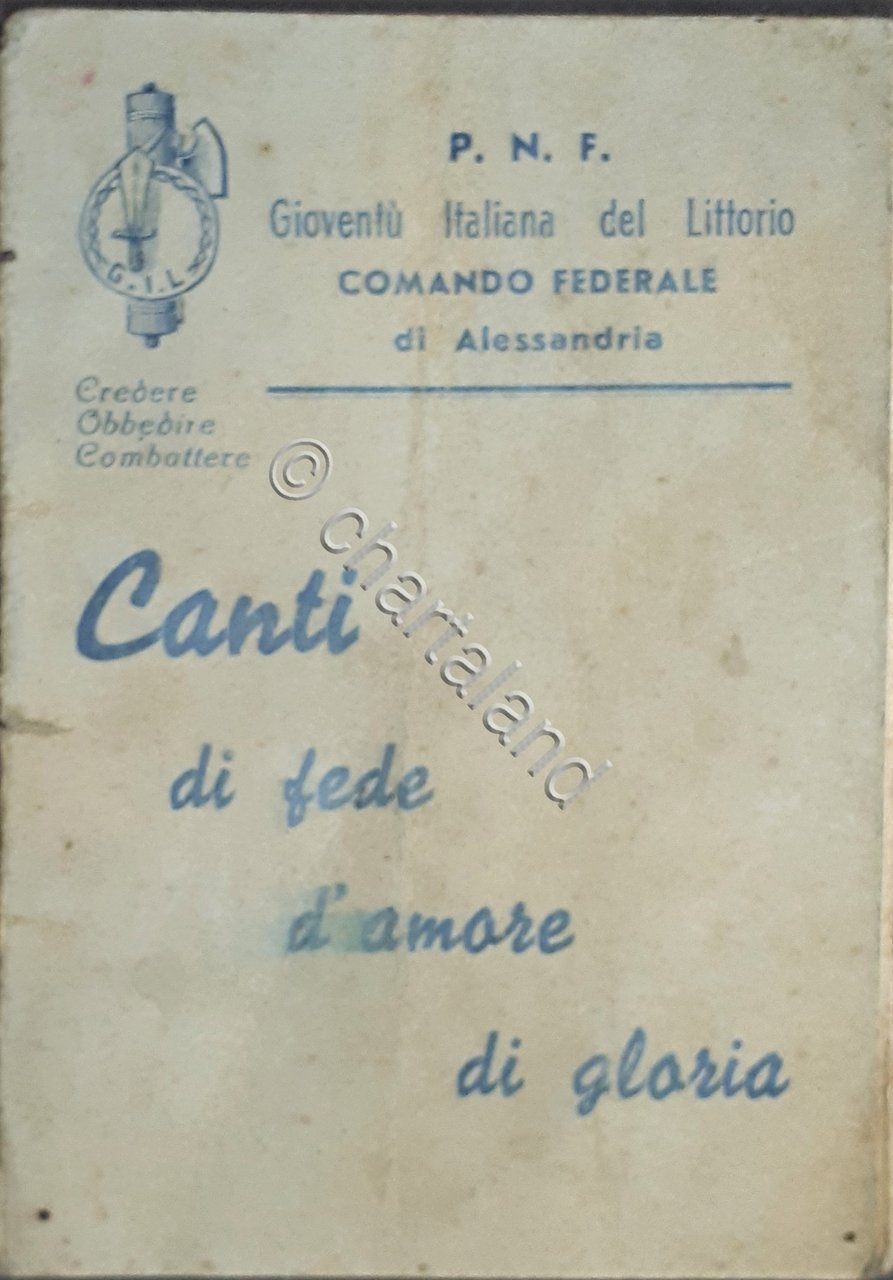 P. N. F.
Gioventù Italiana del Littorio
COMANDO FEDERALE
di Alessandria
G.I.L
Credere
Obbedire
Combattere
© chartaland
Canti
di fede
d'amore
di gloria